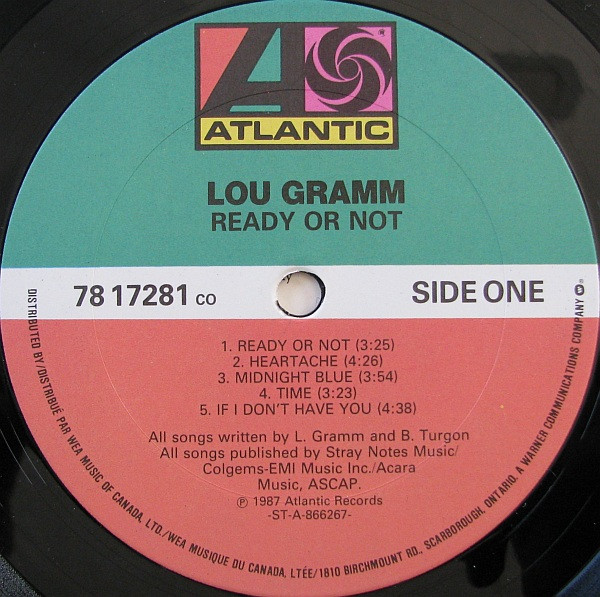 ATLANTIC
LOU GRAMM
READY OR NOT
78 17281 CO
SIDE ONE
1. READY OR NOT (3:25)
2. HEARTACHE (4:26)
3. MIDNIGHT BLUE (3:54)
4. TIME (3:23)
5. IF I DON'T HAVE YOU (4:38)
All songs written by L. Gramm and B. Turgon
All songs published by Stray Notes Music/
Colgems-EMI Music Inc./Acara
Music, ASCAP.
℗ 1987 Atlantic Records
-ST-A-866267-
DISTRIBUTED BY/DISTRIBUÉ PAR WEA MUSIC OF CANADA, LTD./WEA MUSIQUE DU CANADA, LTÉE/1810 BIRCHMOUNT RD., SCARBOROUGH, ONTARIO. A WARNER COMMUNICATIONS COMPANY